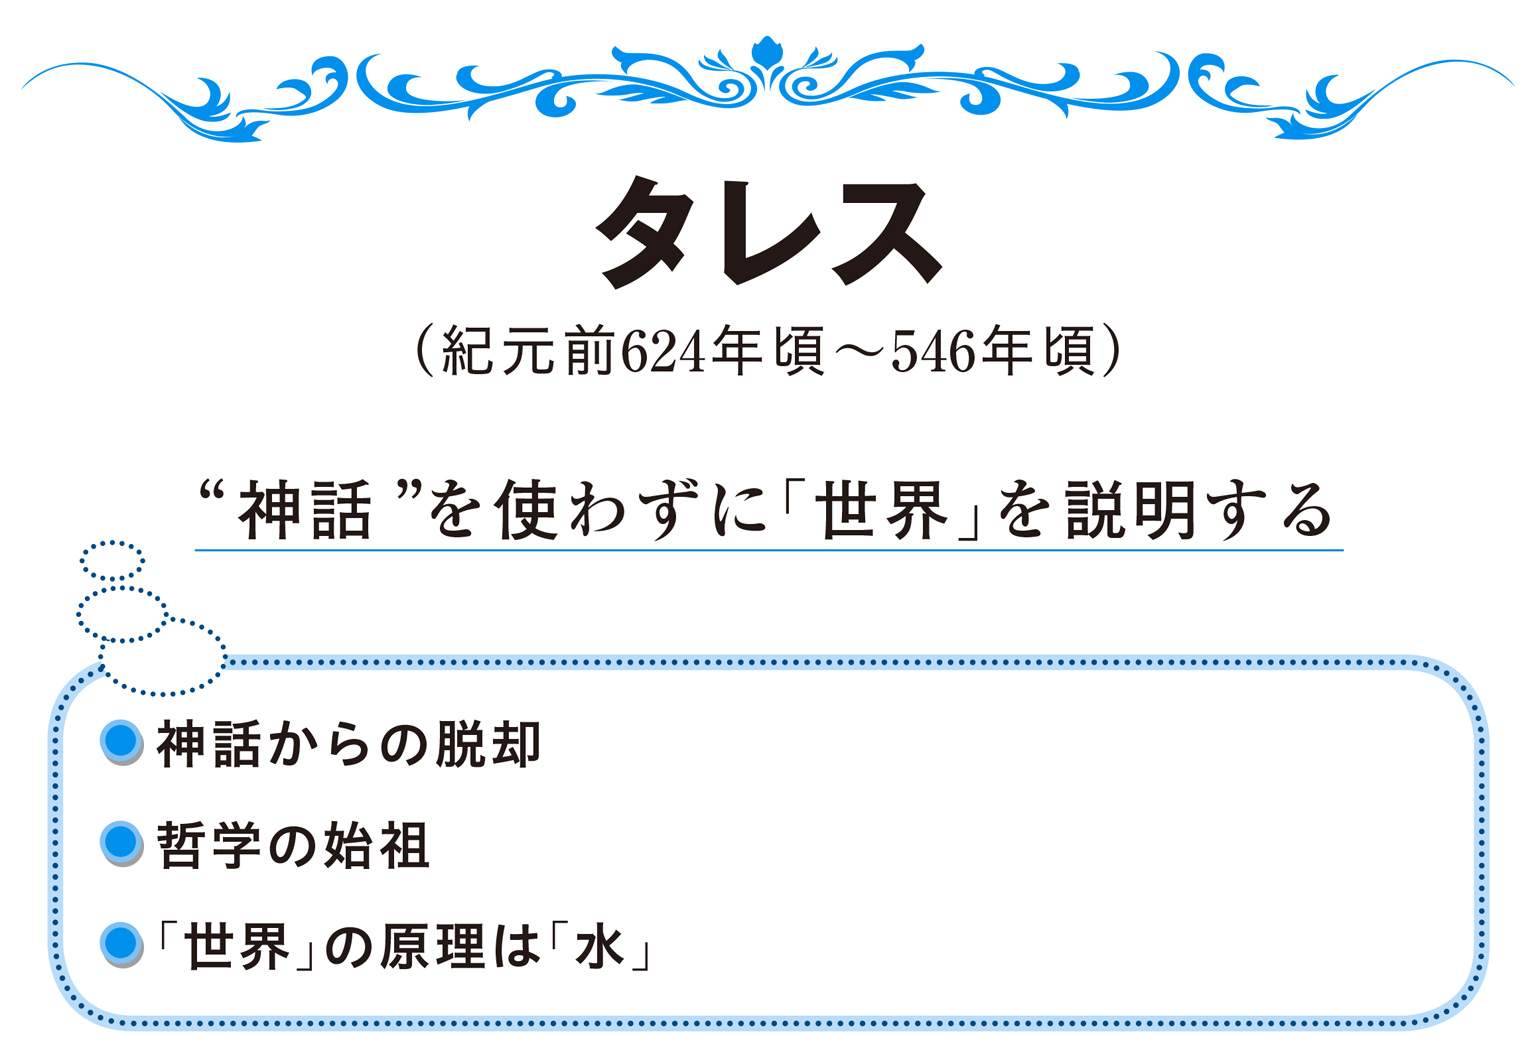 タレス
（紀元前624年頃〜546年頃）
“神話”を使わずに「世界」を説明する
神話からの脱却
哲学の始祖
「世界」の原理は「水」